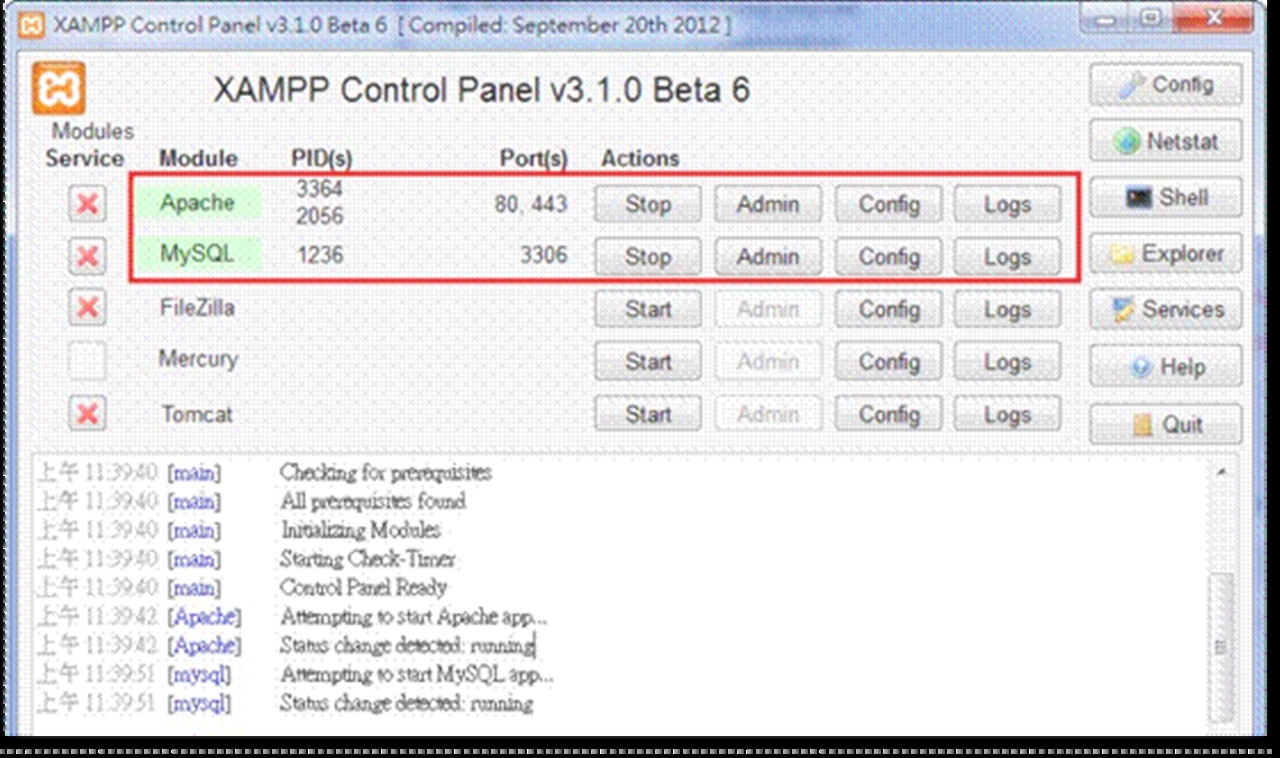 XAMPP Control Panel v3.1.0 Beta 6 [ Compiled: September 20th 2012 ]
XAMPP Control Panel v3.1.0 Beta 6
Config
Modules
Service Module PID(s) Port(s) Actions
Netstat
Apache 3364 2056 80, 443 Stop Admin Config Logs
Shell
MySQL 1236 3306 Stop Admin Config Logs
Explorer
FileZilla Start Admin Config Logs
Services
Mercury Start Admin Config Logs
Help
Tomcat Start Admin Config Logs
Quit
上午 11:39:40 [main] Checking for prerequisites
上午 11:39:40 [main] All prerequisites found
上午 11:39:40 [main] Initializing Modules
上午 11:39:40 [main] Starting Check-Timer
上午 11:39:40 [main] Control Panel Ready
上午 11:39:42 [Apache] Attempting to start Apache app...
上午 11:39:42 [Apache] Status change detected: running
上午 11:39:51 [mysql] Attempting to start MySQL app...
上午 11:39:51 [mysql] Status change detected: running